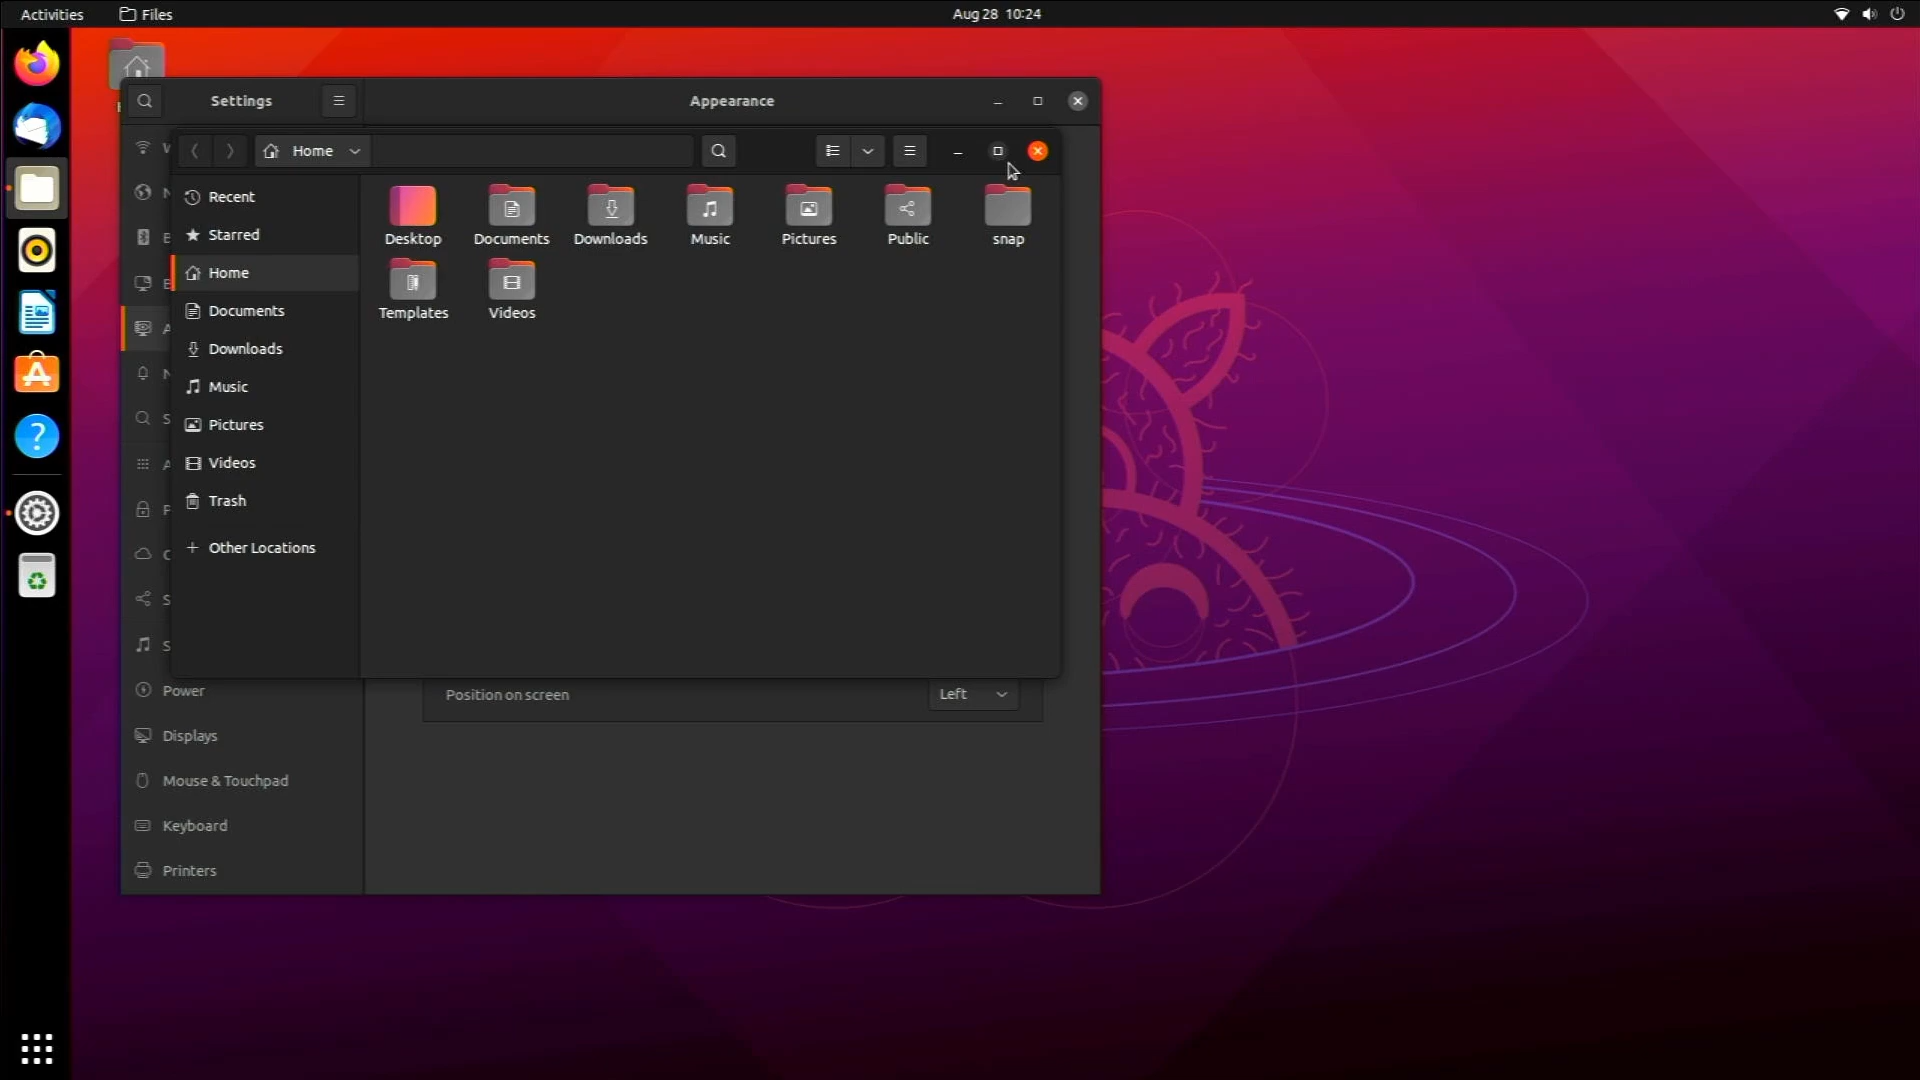 Activities
Files
Aug 28 10:24
Settings
Appearance
Home
Recent
Starred
Home
Documents
Downloads
Music
Pictures
Videos
Trash
Other Locations
Desktop
Documents
Downloads
Music
Pictures
Public
snap
Templates
Videos
Position on screen
Left
Power
Displays
Mouse & Touchpad
Keyboard
Printers